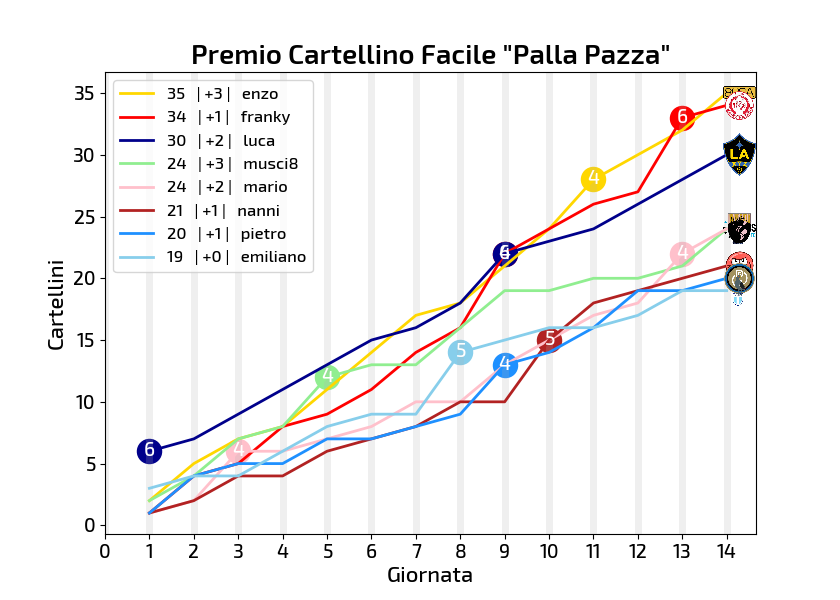 Premio Cartellino Facile "Palla Pazza"
35 | +3 | enzo
34 | +1 | franky
30 | +2 | luca
24 | +3 | musci8
24 | +2 | mario
21 | +1 | nanni
20 | +1 | pietro
19 | +0 | emiliano
35
30
25
20
15
10
5
0
Cartellini
6
4
4
5
6
4
5
4
6
4
LA
0 1 2 3 4 5 6 7 8 9 10 11 12 13 14
Giornata